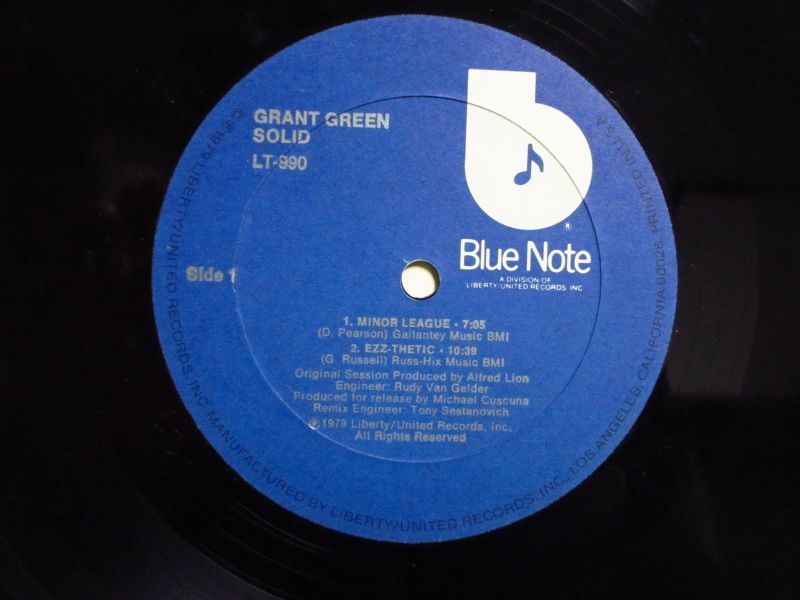 GRANT GREEN
SOLID
LT-990
Side 1
b
®
Blue Note
A DIVISION OF
LIBERTY/UNITED RECORDS, INC
1. MINOR LEAGUE • 7:05
(D. Pearson) Gailantey Music BMI
2. EZZ-THETIC • 10:39
(G. Russell) Russ-Hix Music BMI
Original Session Produced by Alfred Lion
Engineer: Rudy Van Gelder
Produced for release by Michael Cuscuna
Remix Engineer: Tony Sestanovich
℗1979 Liberty/United Records, Inc.
All Rights Reserved
© ℗ 1979 LIBERTY/UNITED RECORDS, INC. MANUFACTURED BY LIBERTY/UNITED RECORDS, INC., LOS ANGELES, CALIFORNIA 90028. PRINTED IN U.S.A.